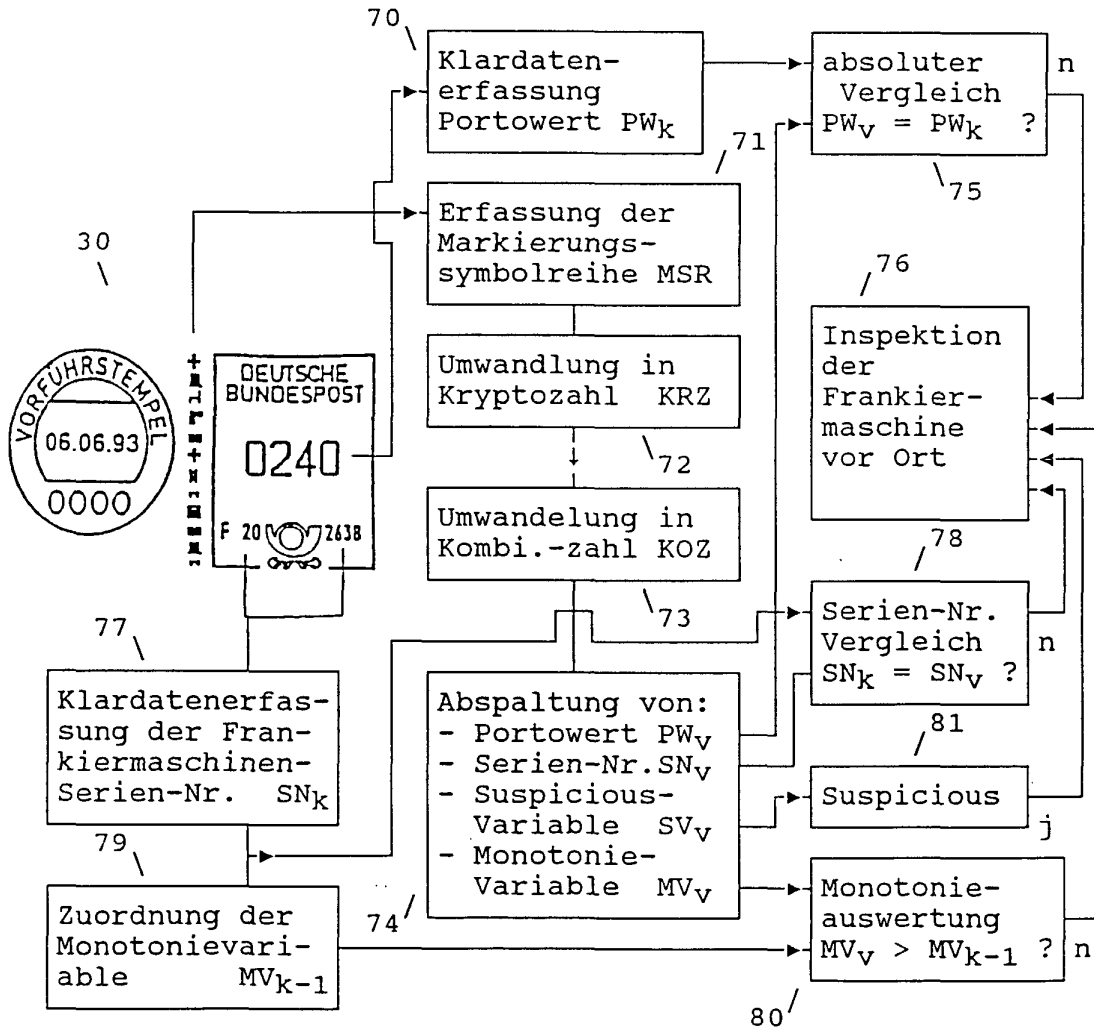 70
Klardaten-
erfassung
Portowert PWk
absoluter
Vergleich
PWv = PWk ?
n
75
71
Erfassung der
Markierungs-
symbolreihe MSR
30
VORFÜHRSTEMPEL
06.06.93
0000
DEUTSCHE
BUNDESPOST
0240
F 20 2638
Umwandlung in
Kryptozahl KRZ
72
Umwandelung in
Kombi.-zahl KOZ
73
76
Inspektion
der
Frankier-
maschine
vor Ort
78
Serien-Nr.
Vergleich
SNk = SNv ?
n
77
Klardatenerfas-
sung der Fran-
kiermaschinen-
Serien-Nr. SNk
Abspaltung von:
- Portowert PWv
- Serien-Nr.SNv
- Suspicious-
Variable SVv
- Monotonie-
Variable MVv
74
81
Suspicious
j
79
Zuordnung der
Monotonievari-
able MVk-1
Monotonie-
auswertung
MVv > MVk-1 ?
n
80